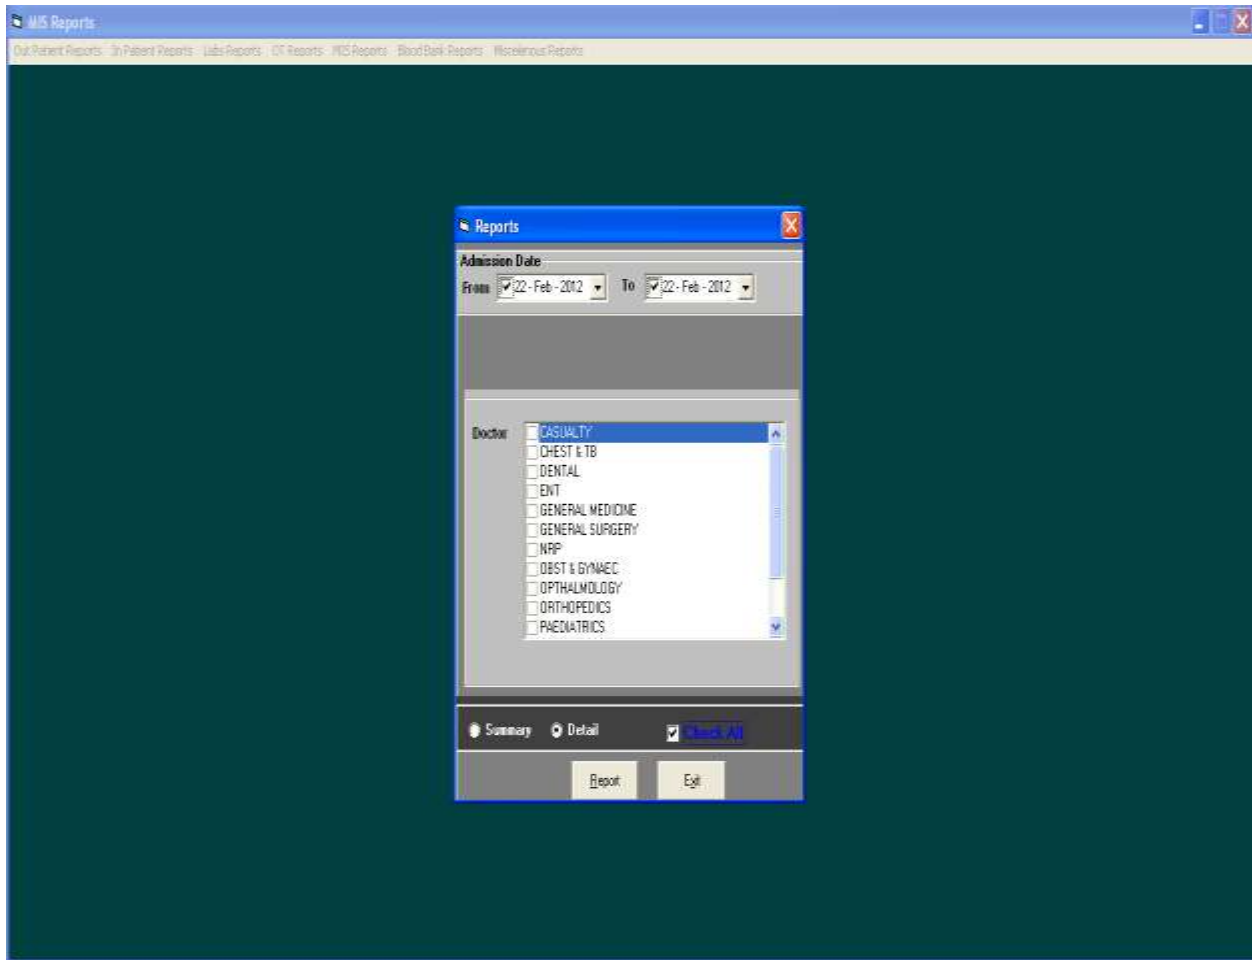 MIS Reports
Out Patient Reports In Patient Reports Labs Reports OT Reports MDS Reports Blood Bank Reports Miscelenous Reports
Reports
Admission Date
From 22 - Feb - 2012 To 22 - Feb - 2012
Doctor CASUALTY
CHEST & TB
DENTAL
ENT
GENERAL MEDICINE
GENERAL SURGERY
NRP
OBST & GYNAEC
OPTHALMOLOGY
ORTHOPEDICS
PAEDIATRICS
Summary Detail Check All
Report Exit